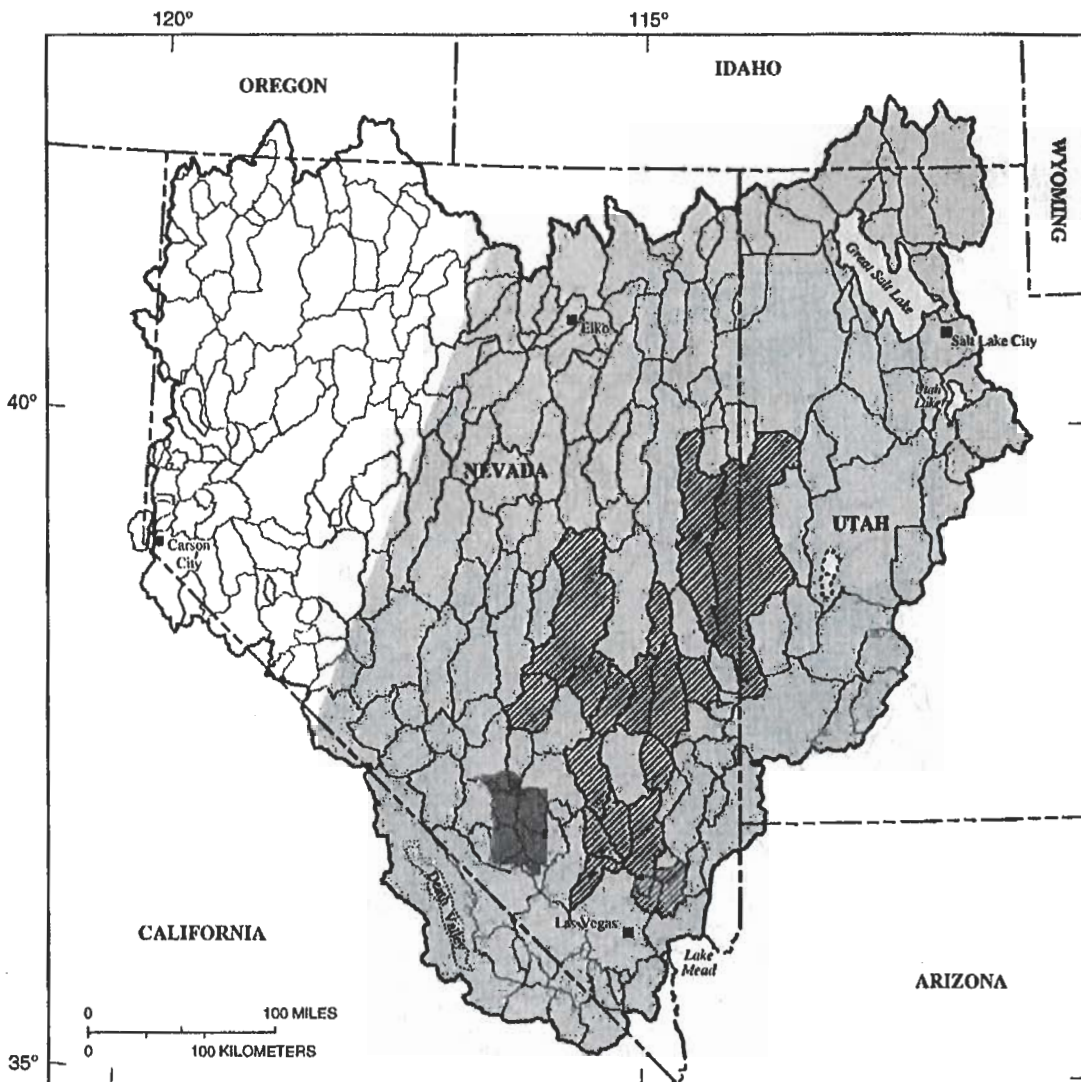 120°
115°
OREGON
IDAHO
WYOMING
Great Salt Lake
Elko
Salt Lake City
40°
Utah
Lake
NEVADA
UTAH
Carson
City
Death Valley
Las Vegas
CALIFORNIA
Lake
Mead
ARIZONA
0 100 MILES
0 100 KILOMETERS
35°